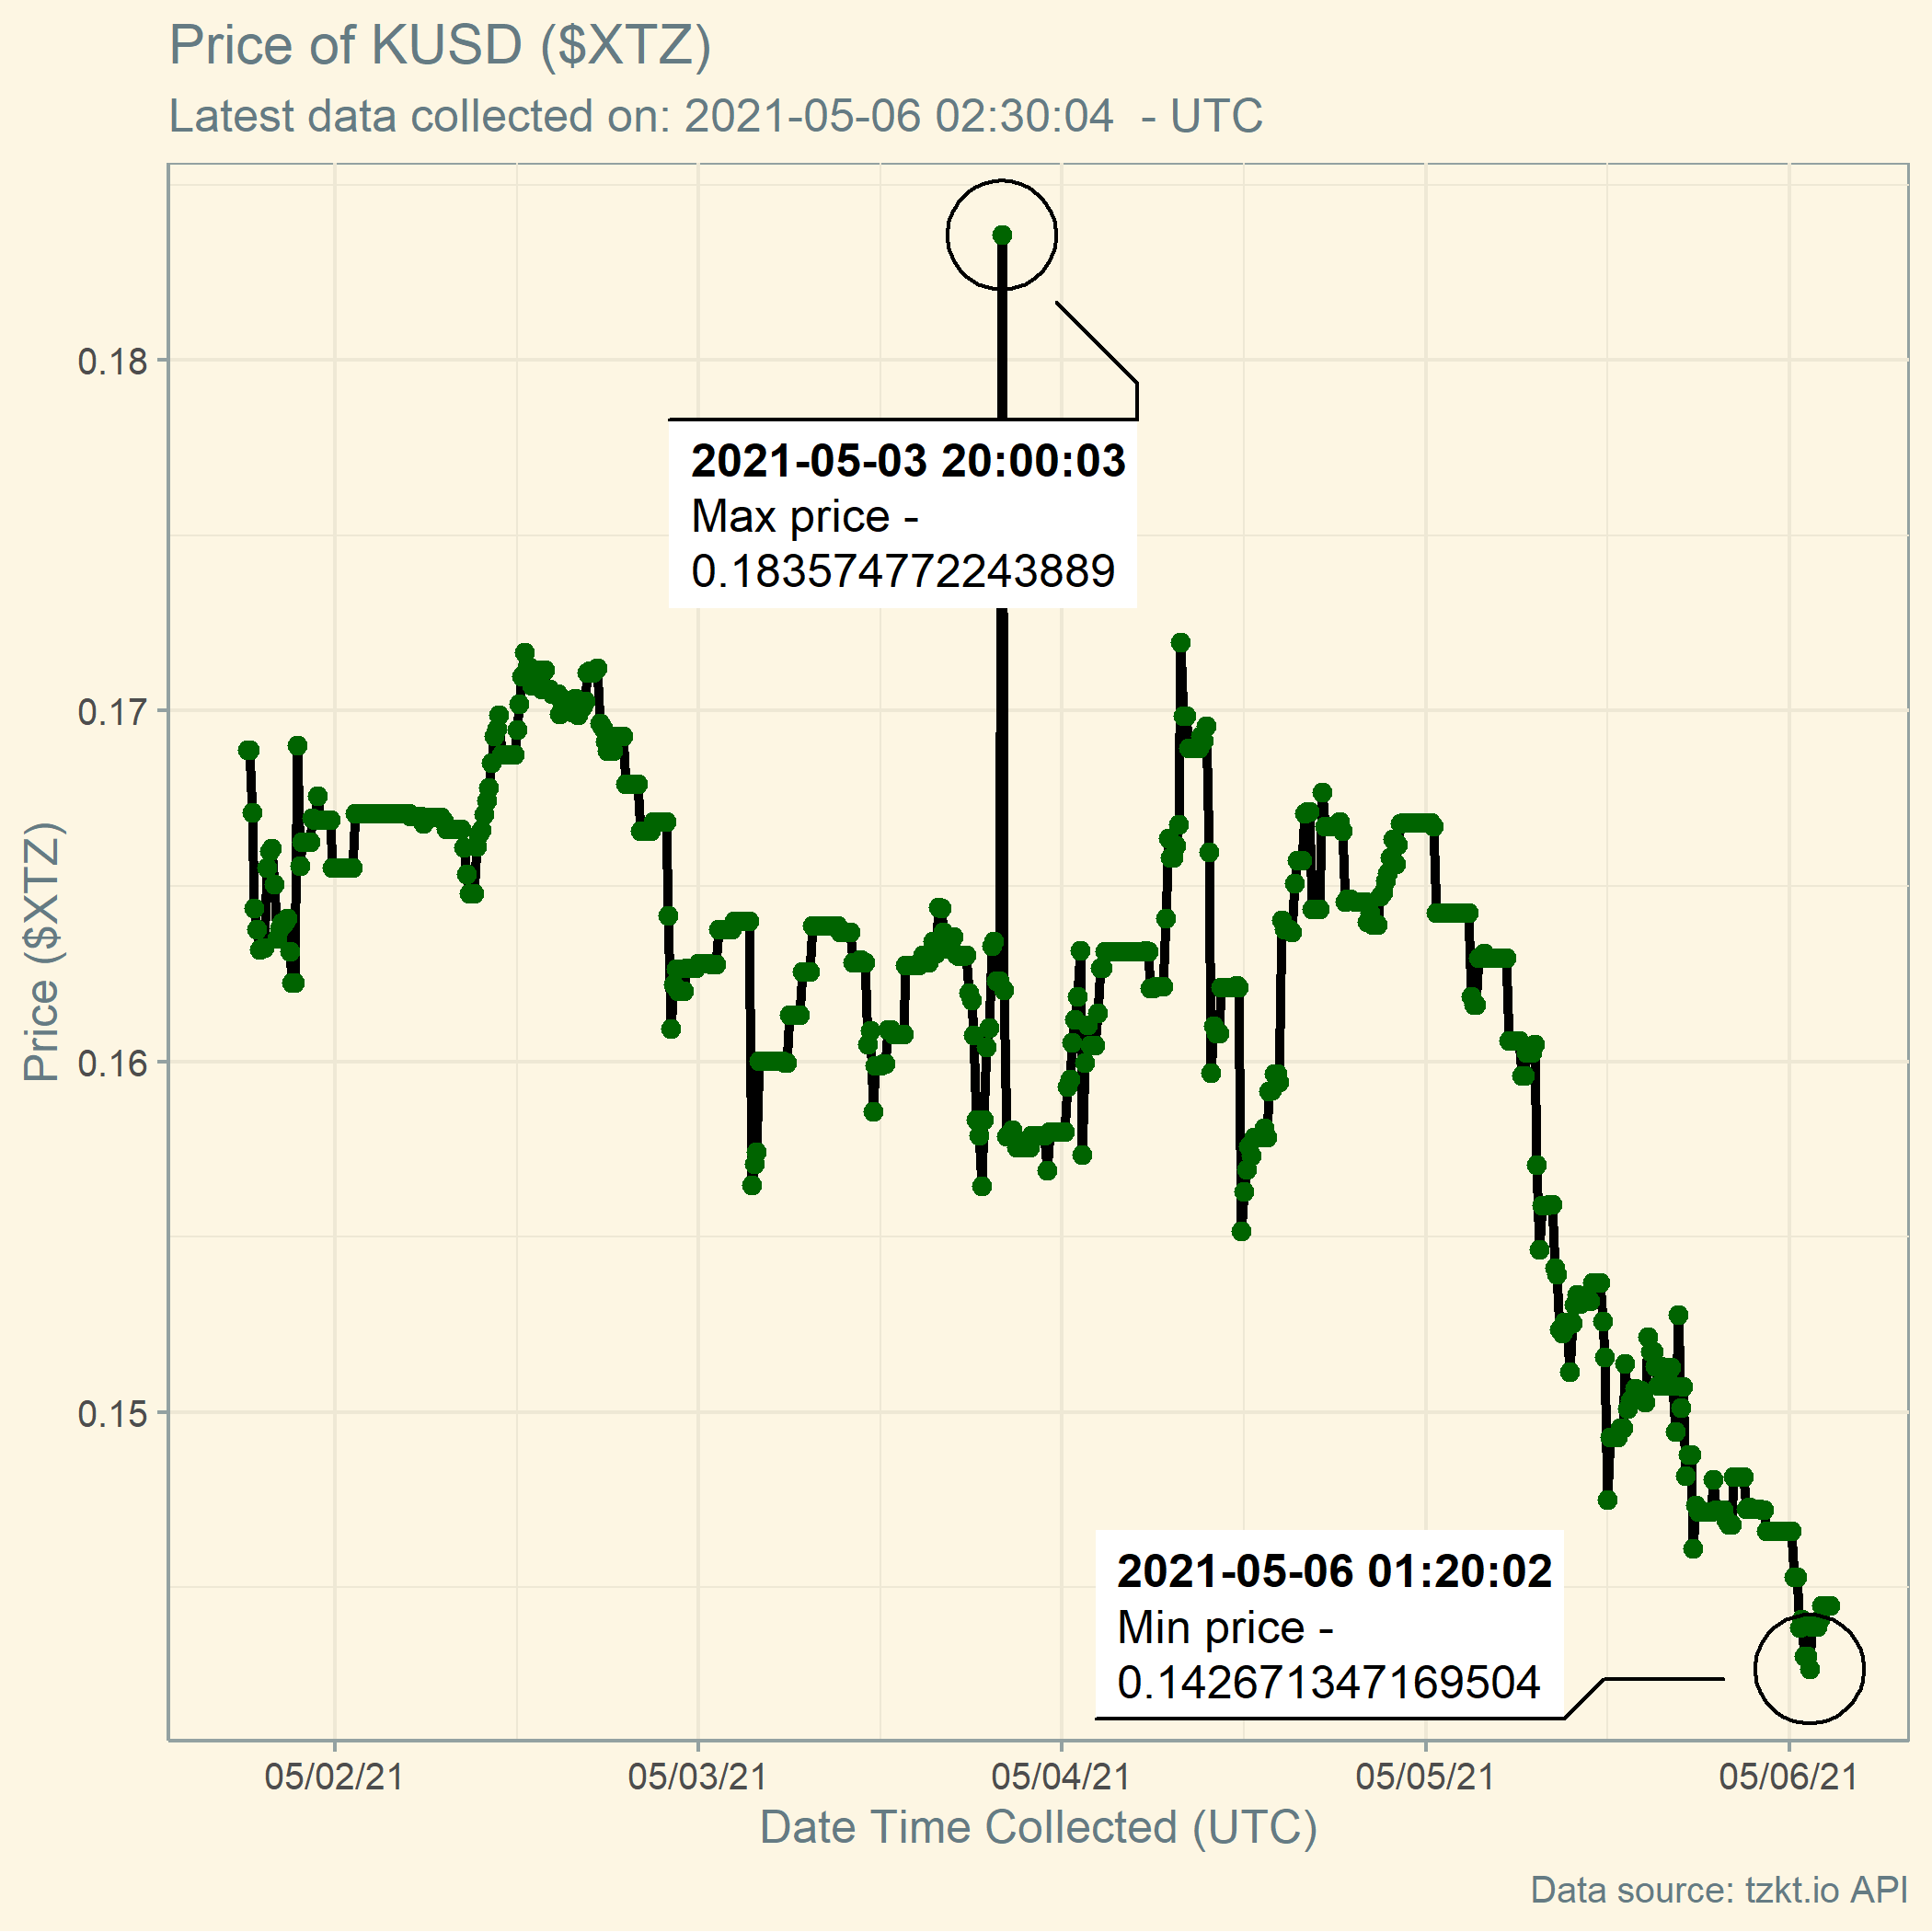 Price of KUSD ($XTZ)
Latest data collected on: 2021-05-06 02:30:04  - UTC
0.18
0.17
0.16
0.15
Price ($XTZ)
2021-05-03 20:00:03
Max price -
0.183574772243889
2021-05-06 01:20:02
Min price -
0.142671347169504
05/02/21
05/03/21
05/04/21
05/05/21
05/06/21
Date Time Collected (UTC)
Data source: tzkt.io API